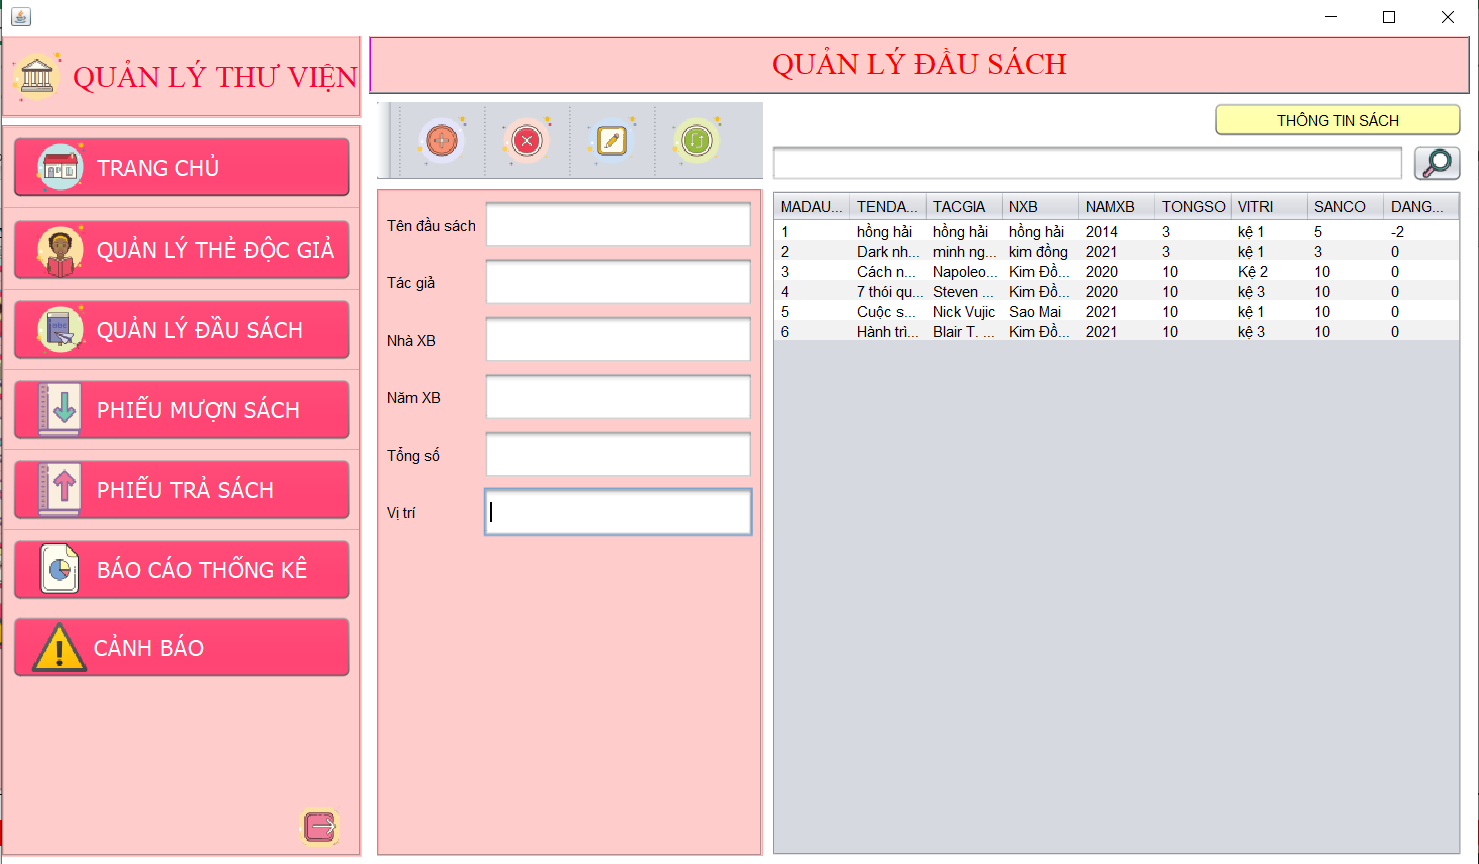 QUẢN LÝ THƯ VIỆN
QUẢN LÝ ĐẦU SÁCH
TRANG CHỦ
QUẢN LÝ THẺ ĐỘC GIẢ
QUẢN LÝ ĐẦU SÁCH
PHIẾU MƯỢN SÁCH
PHIẾU TRẢ SÁCH
BÁO CÁO THỐNG KÊ
CẢNH BÁO
Tên đầu sách
Tác giả
Nhà XB
Năm XB
Tổng số
Vị trí
THÔNG TIN SÁCH
MADAU... TENDA... TACGIA NXB NAMXB TONGSO VITRI SANCO DANG...
1 hồng hải hồng hải hồng hải 2014 3 kệ 1 5 -2
2 Dark nh... minh ng... kim đồng 2021 3 kệ 1 3 0
3 Cách n... Napoleo... Kim Đồ... 2020 10 Kệ 2 10 0
4 7 thói qu... Steven ... Kim Đồ... 2020 10 kệ 3 10 0
5 Cuộc s... Nick Vujic Sao Mai 2021 10 kệ 1 10 0
6 Hành trì... Blair T. ... Kim Đồ... 2021 10 kệ 3 10 0